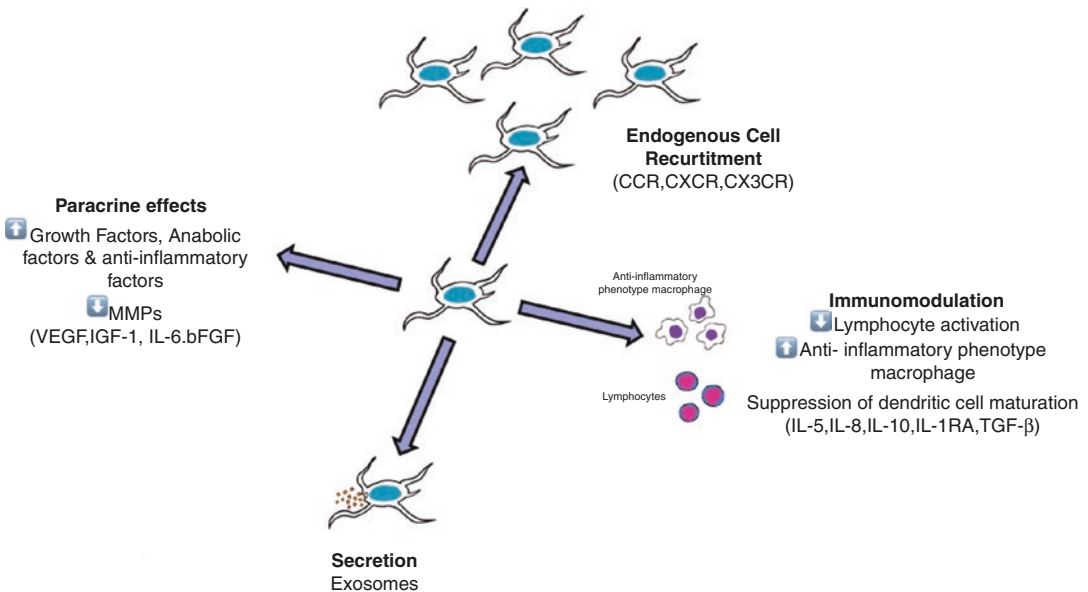 Endogenous Cell
Recurtitment
(CCR,CXCR,CX3CR)
Paracrine effects
Growth Factors, Anabolic
factors & anti-inflammatory
factors
MMPs
(VEGF,IGF-1, IL-6.bFGF)
Anti-inflammatory
phenotype macrophage
Lymphocytes
Immunomodulation
Lymphocyte activation
Anti- inflammatory phenotype
macrophage
Suppression of dendritic cell maturation
(IL-5,IL-8,IL-10,IL-1RA,TGF-β)
Secretion
Exosomes